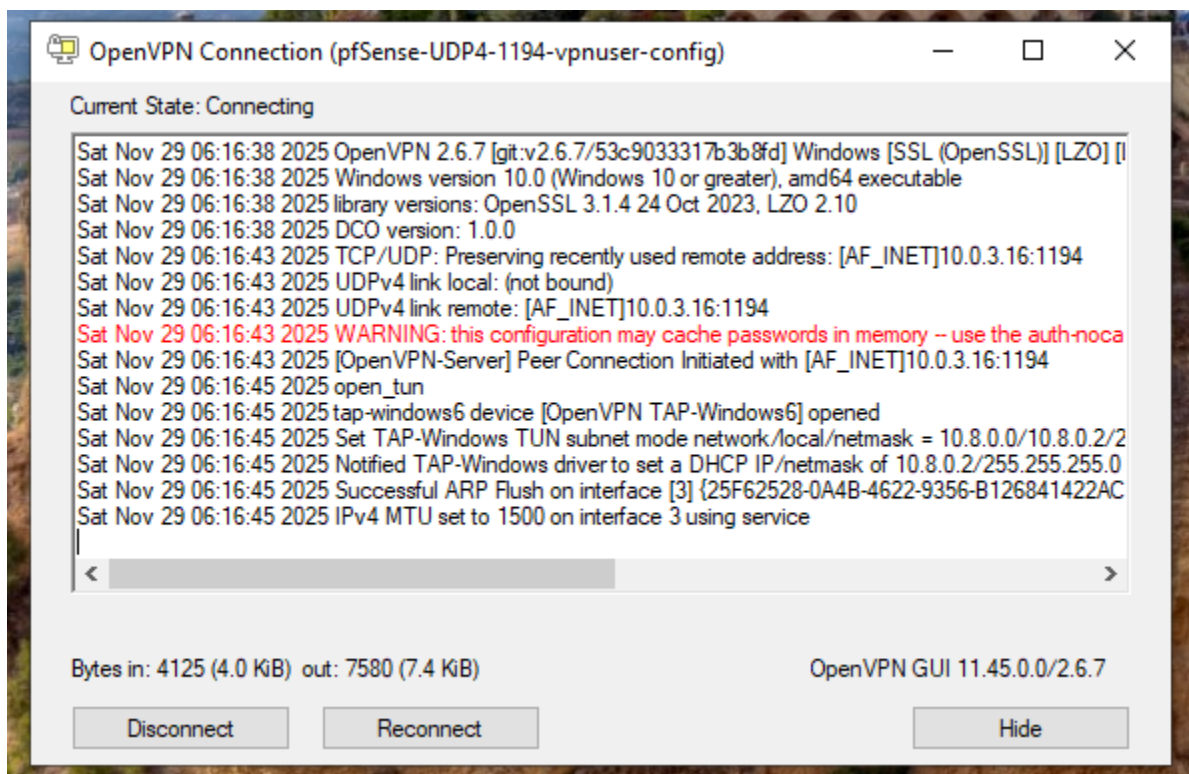 OpenVPN Connection (pfSense-UDP4-1194-vpnuser-config)
Current State: Connecting
Sat Nov 29 06:16:38 2025 OpenVPN 2.6.7 [git:v2.6.7/53c9033317b3b8fd] Windows [SSL (OpenSSL)] [LZO] [
Sat Nov 29 06:16:38 2025 Windows version 10.0 (Windows 10 or greater), amd64 executable
Sat Nov 29 06:16:38 2025 library versions: OpenSSL 3.1.4 24 Oct 2023, LZO 2.10
Sat Nov 29 06:16:38 2025 DCO version: 1.0.0
Sat Nov 29 06:16:43 2025 TCP/UDP: Preserving recently used remote address: [AF_INET]10.0.3.16:1194
Sat Nov 29 06:16:43 2025 UDPv4 link local: (not bound)
Sat Nov 29 06:16:43 2025 UDPv4 link remote: [AF_INET]10.0.3.16:1194
Sat Nov 29 06:16:43 2025 WARNING: this configuration may cache passwords in memory -- use the auth-noca
Sat Nov 29 06:16:43 2025 [OpenVPN-Server] Peer Connection Initiated with [AF_INET]10.0.3.16:1194
Sat Nov 29 06:16:45 2025 open_tun
Sat Nov 29 06:16:45 2025 tap-windows6 device [OpenVPN TAP-Windows6] opened
Sat Nov 29 06:16:45 2025 Set TAP-Windows TUN subnet mode network/local/netmask = 10.8.0.0/10.8.0.2/2
Sat Nov 29 06:16:45 2025 Notified TAP-Windows driver to set a DHCP IP/netmask of 10.8.0.2/255.255.255.0
Sat Nov 29 06:16:45 2025 Successful ARP Flush on interface [3] {25F62528-0A4B-4622-9356-B126841422AC
Sat Nov 29 06:16:45 2025 IPv4 MTU set to 1500 on interface 3 using service
Bytes in: 4125 (4.0 KiB) out: 7580 (7.4 KiB)
OpenVPN GUI 11.45.0.0/2.6.7
Disconnect
Reconnect
Hide